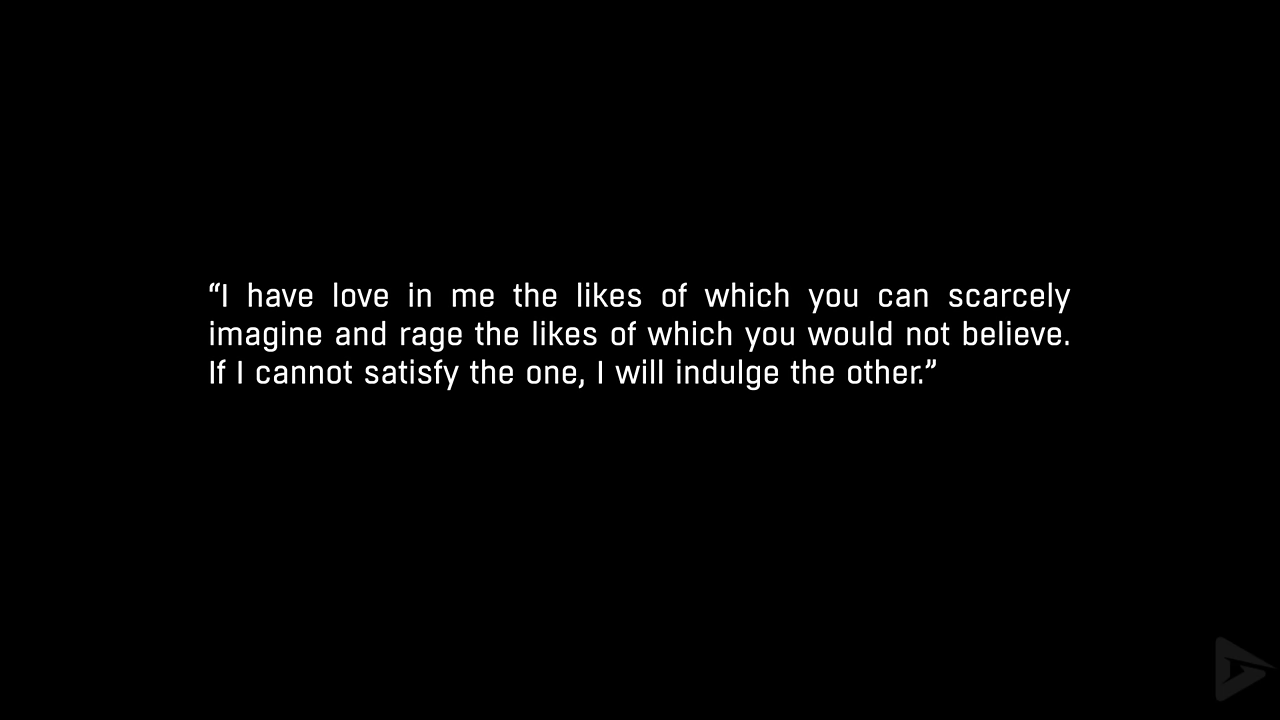 “I have love in me the likes of which you can scarcely
imagine and rage the likes of which you would not believe.
If I cannot satisfy the one, I will indulge the other.”